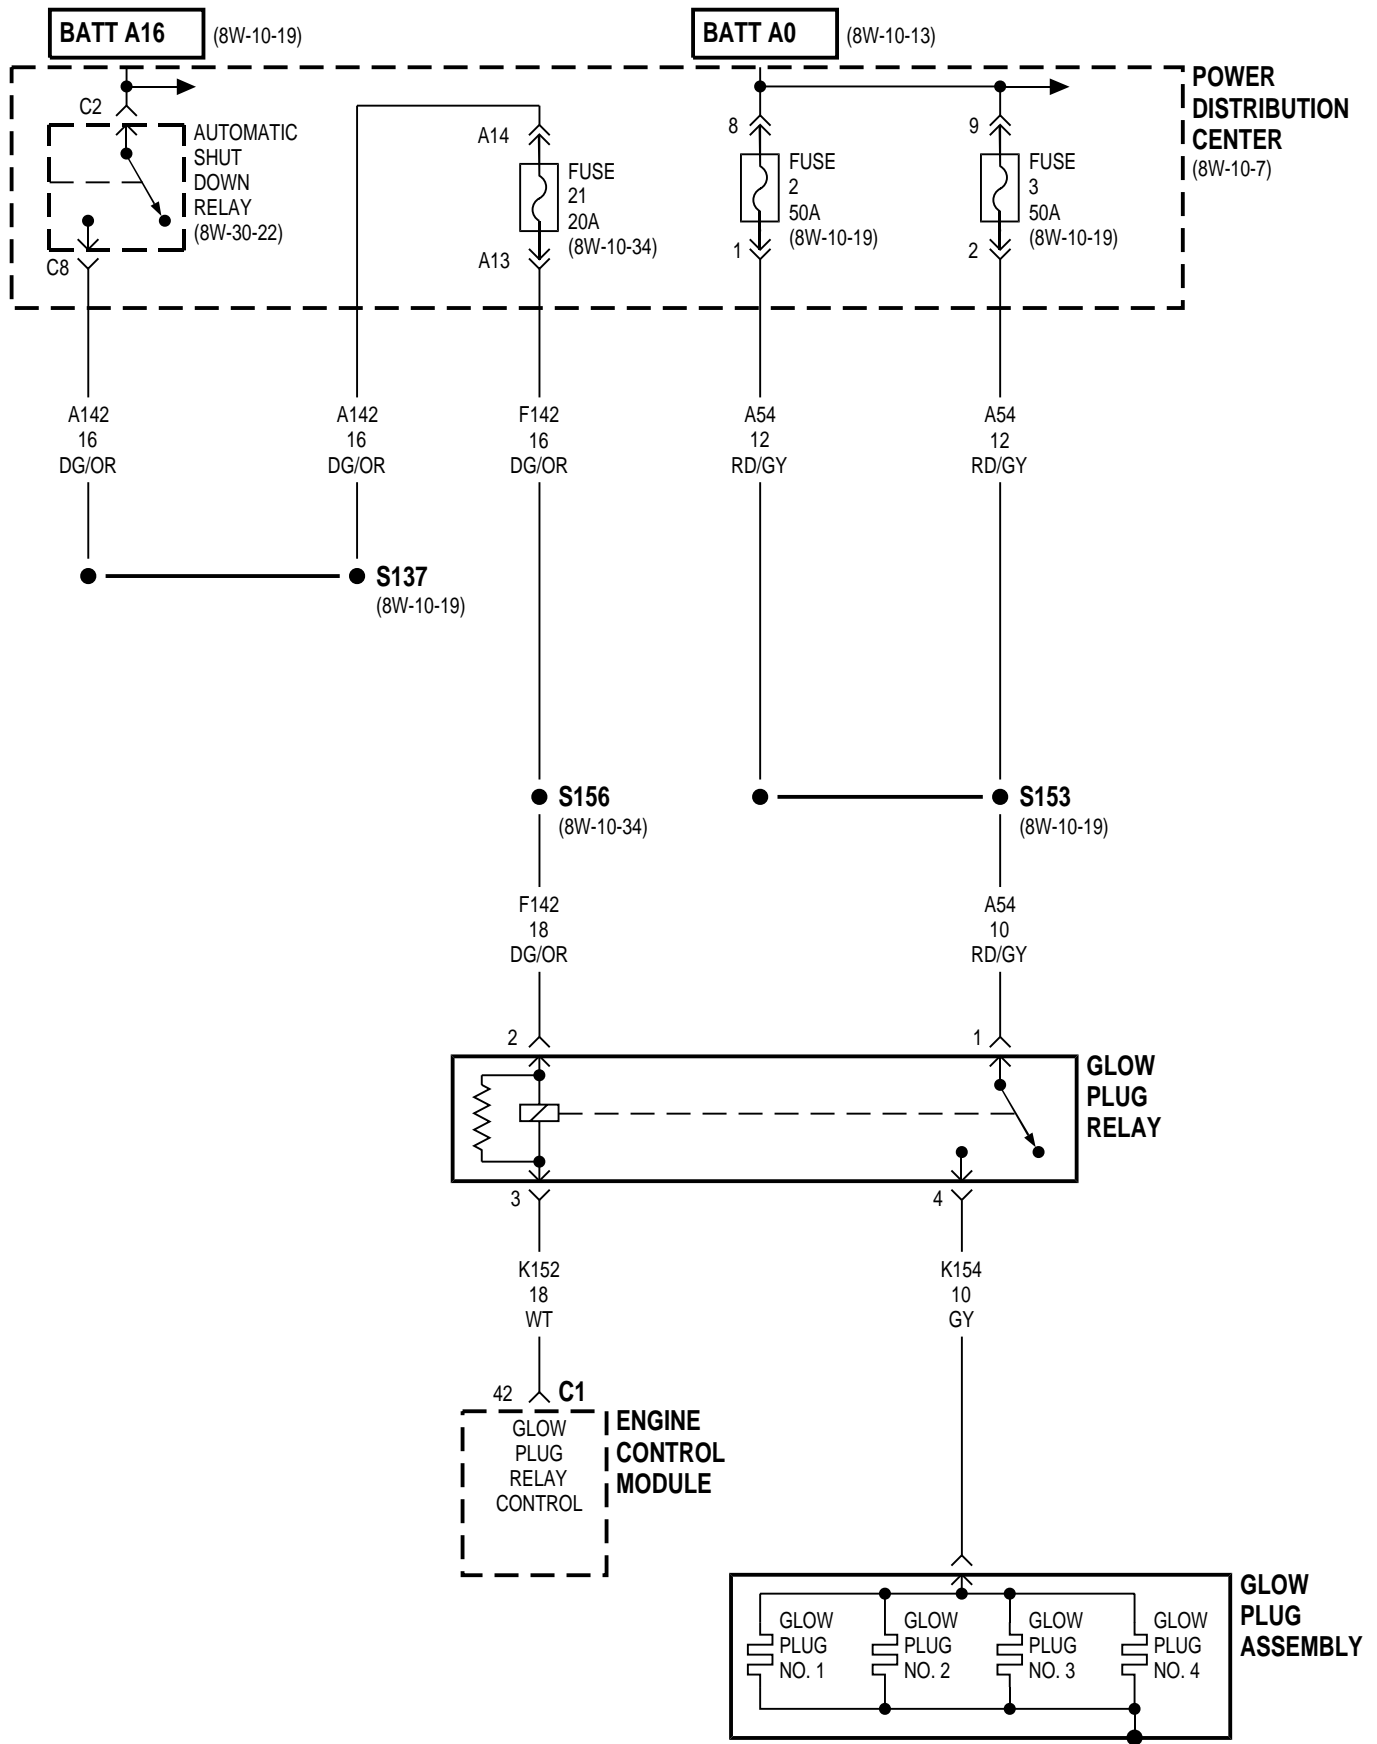 BATT A16 (8W-10-19)
BATT A0 (8W-10-13)
POWER
DISTRIBUTION
CENTER
(8W-10-7)
C2
AUTOMATIC
SHUT
DOWN
RELAY
(8W-30-22)
C8
A14
FUSE
21
20A
(8W-10-34)
A13
8
FUSE
2
50A
(8W-10-19)
1
9
FUSE
3
50A
(8W-10-19)
2
A142
16
DG/OR
A142
16
DG/OR
F142
16
DG/OR
A54
12
RD/GY
A54
12
RD/GY
S137
(8W-10-19)
S156
(8W-10-34)
S153
(8W-10-19)
F142
18
DG/OR
A54
10
RD/GY
2
1
GLOW
PLUG
RELAY
3
4
K152
18
WT
K154
10
GY
42 C1
GLOW
PLUG
RELAY
CONTROL
ENGINE
CONTROL
MODULE
GLOW
PLUG
NO. 1
GLOW
PLUG
NO. 2
GLOW
PLUG
NO. 3
GLOW
PLUG
NO. 4
GLOW
PLUG
ASSEMBLY